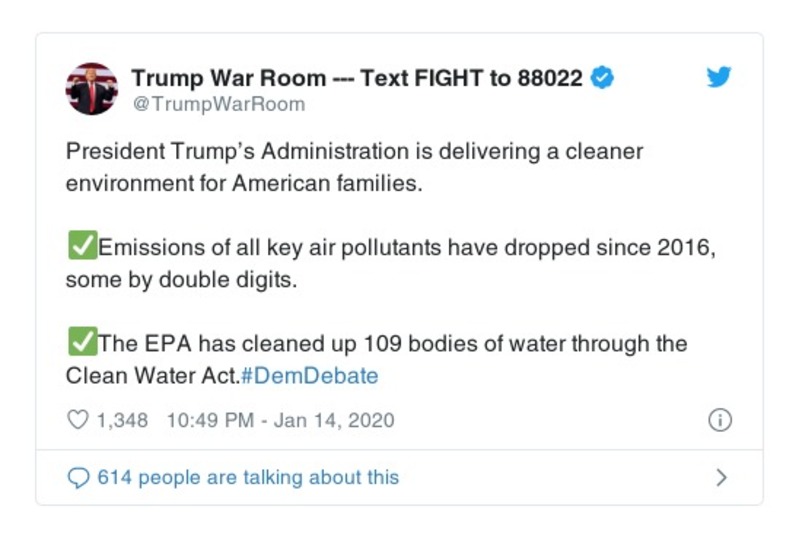 Trump War Room --- Text FIGHT to 88022
@TrumpWarRoom
President Trump’s Administration is delivering a cleaner
environment for American families.
✅Emissions of all key air pollutants have dropped since 2016,
some by double digits.
✅The EPA has cleaned up 109 bodies of water through the
Clean Water Act.#DemDebate
1,348 10:49 PM - Jan 14, 2020
614 people are talking about this